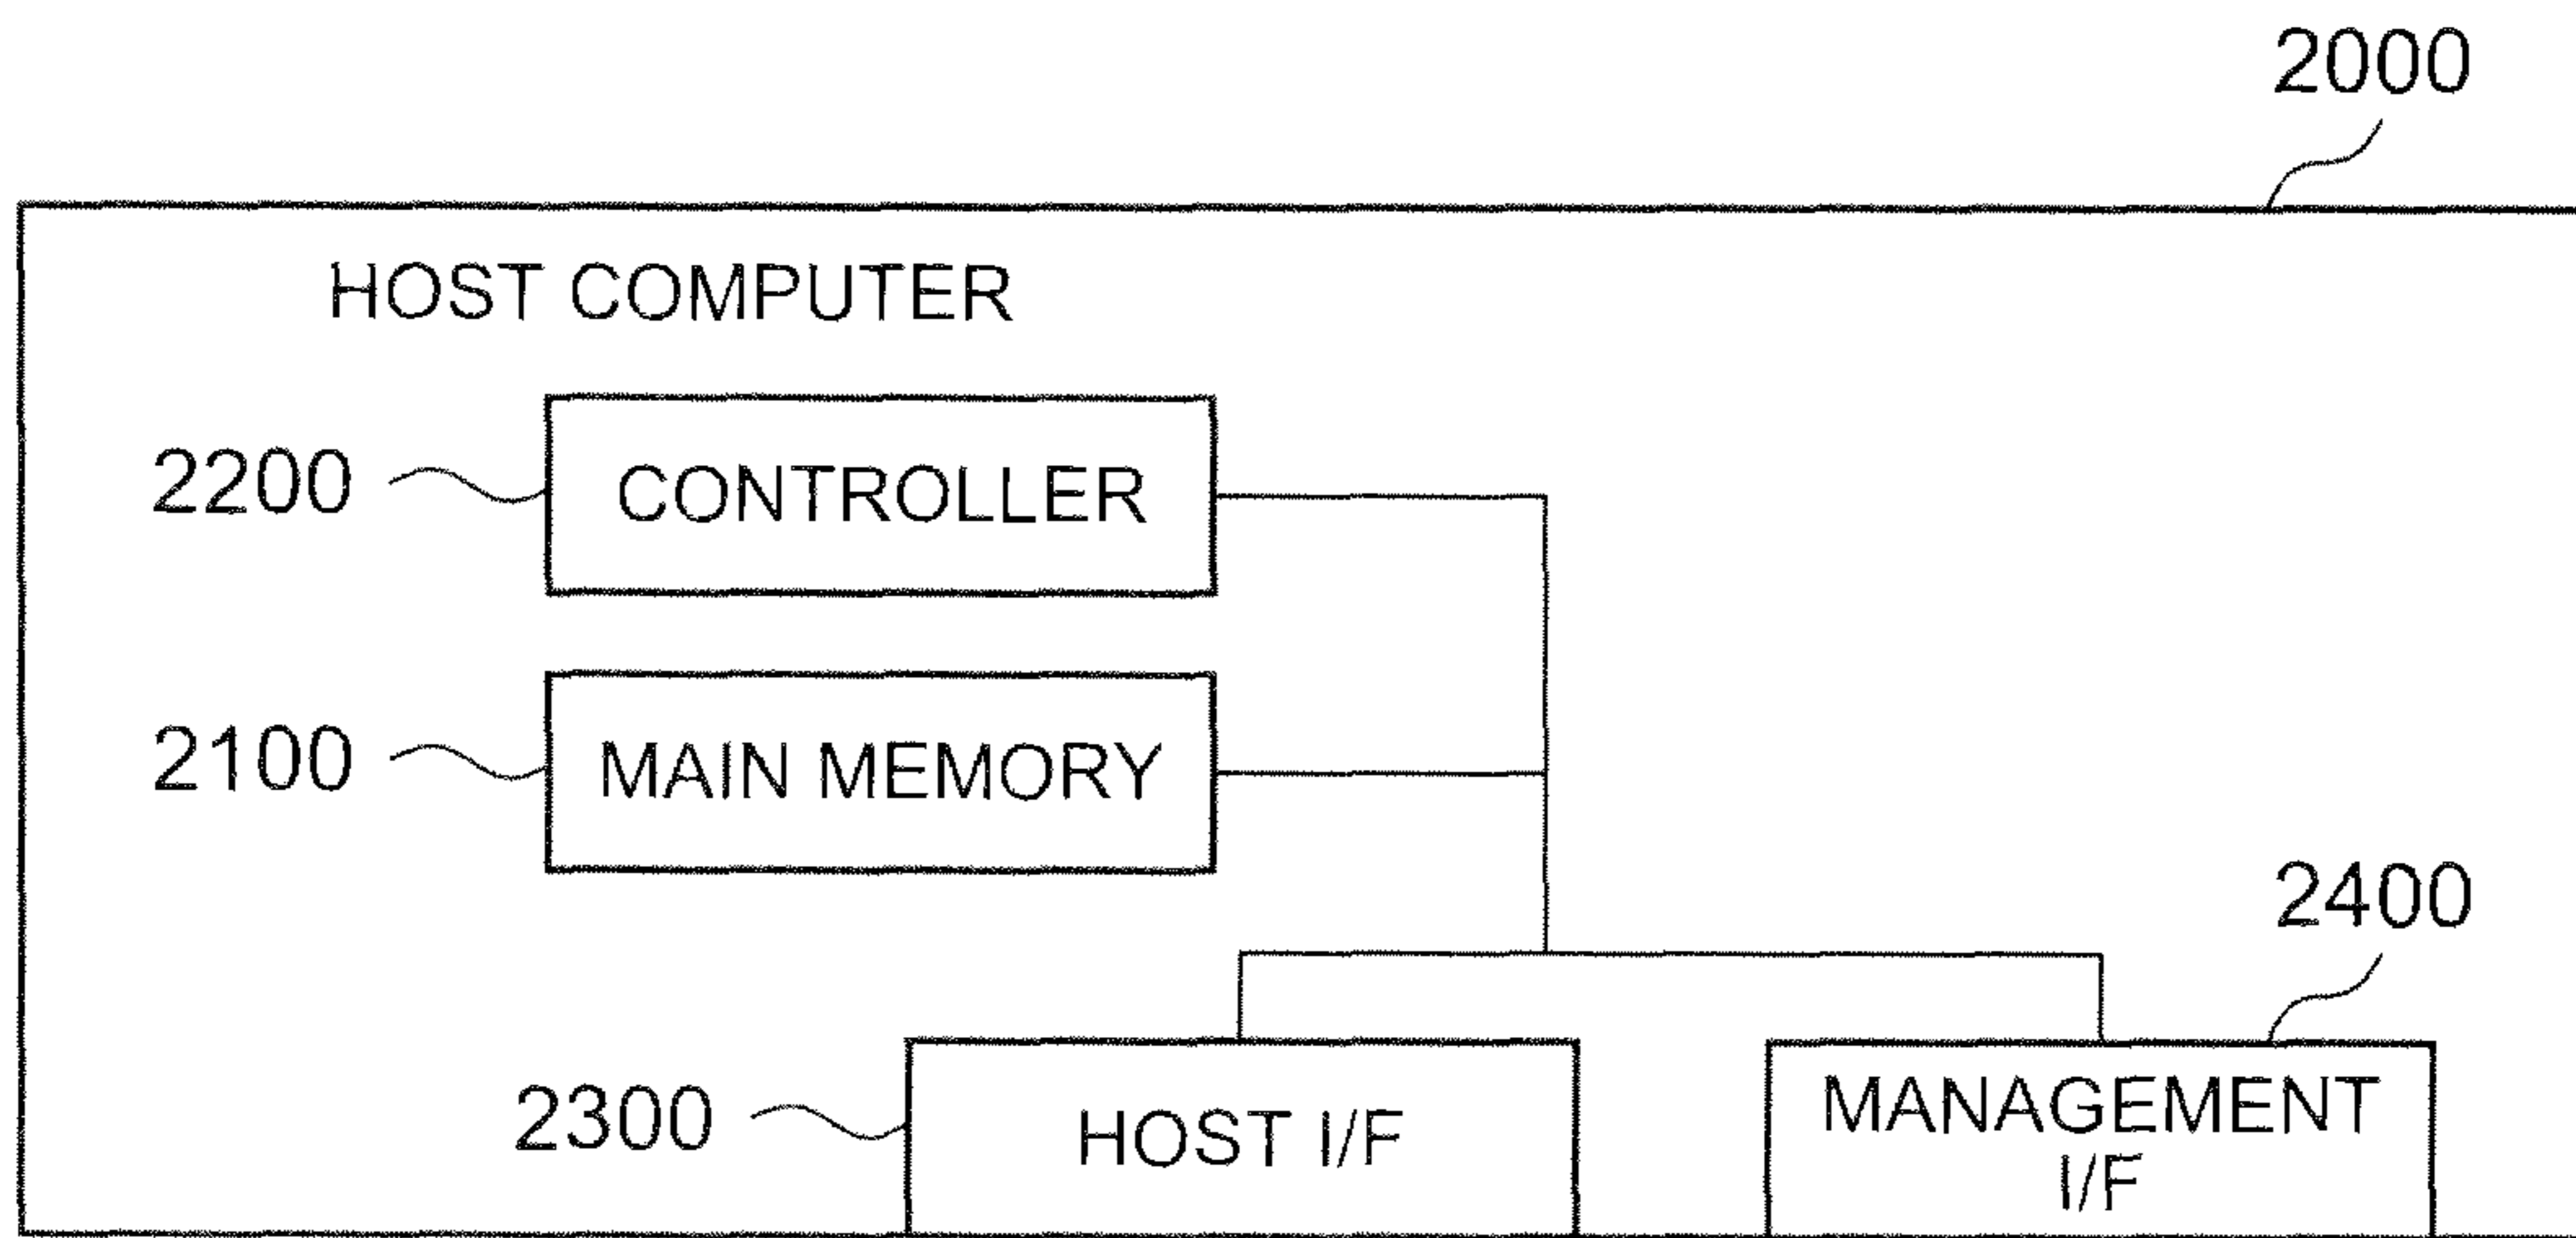 2000
HOST COMPUTER
2200
CONTROLLER
2100
MAIN MEMORY
2400
2300
HOST I/F
MANAGEMENT
I/F